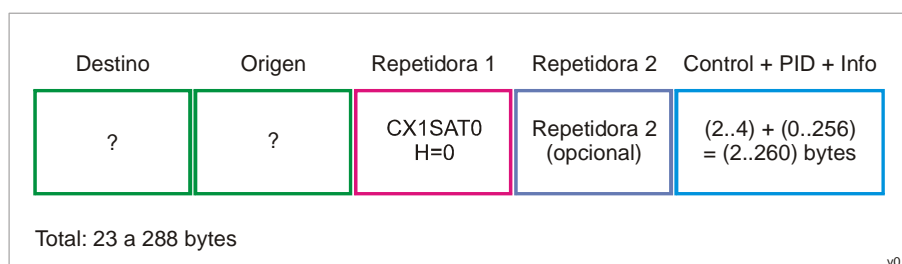 Destino Origen Repetidora 1 Repetidora 2 Control + PID + Info
? ? CX1SAT0 Repetidora 2 (2..4) + (0..256)
H=0 (opcional) = (2..260) bytes
Total: 23 a 288 bytes
v0